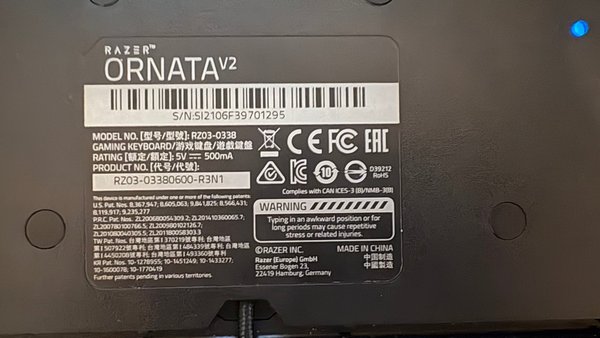 RAZER™
ORNATA V2
S/N:SI2106F39701295
MODEL NO. [型号/型號]: RZ03-0338
GAMING KEYBOARD/游戏键盘/遊戲鍵盤
RATING [额定/額定]: 5V⎓ 500mA
PRODUCT NO. [代号/代號]:
RZ03-03380600-R3N1
This device is manufactured under one or more of the following patents.
U.S. Pat. Nos. 8,367,947; 8,605,063; 9,841,825; 8,568,431;
8,119,917; 9,235,277
P.R.C. Pat. Nos. ZL200680054309.2; ZL201410360065.7;
ZL200780100766.5; ZL200980102126.7;
ZL201080040305.5; ZL201180058303.3
TW Pat. Nos. 台灣地區第 I 370219號專利; 台灣地區第
I 507922號專利; 台灣地區第 I 484439號專利; 台灣地區第
I 450208號專利; 台灣地區第 I 493360號專利
KR Pat. Nos. 10-1278955; 10-1451249; 10-1433277;
10-1600078; 10-1770419
Further patents pending in various territories.
CE FC EAC
10
D39212
RoHS
Complies with CAN ICES-3 (B)/NMB-3(B)
WARNING
Typing in an awkward position or for
long periods may cause repetitive
stress or related injuries.
©RAZER INC.
Razer (Europe) GmbH
Essener Bogen 23,
22419 Hamburg, Germany
MADE IN CHINA
中国制造
中國製造